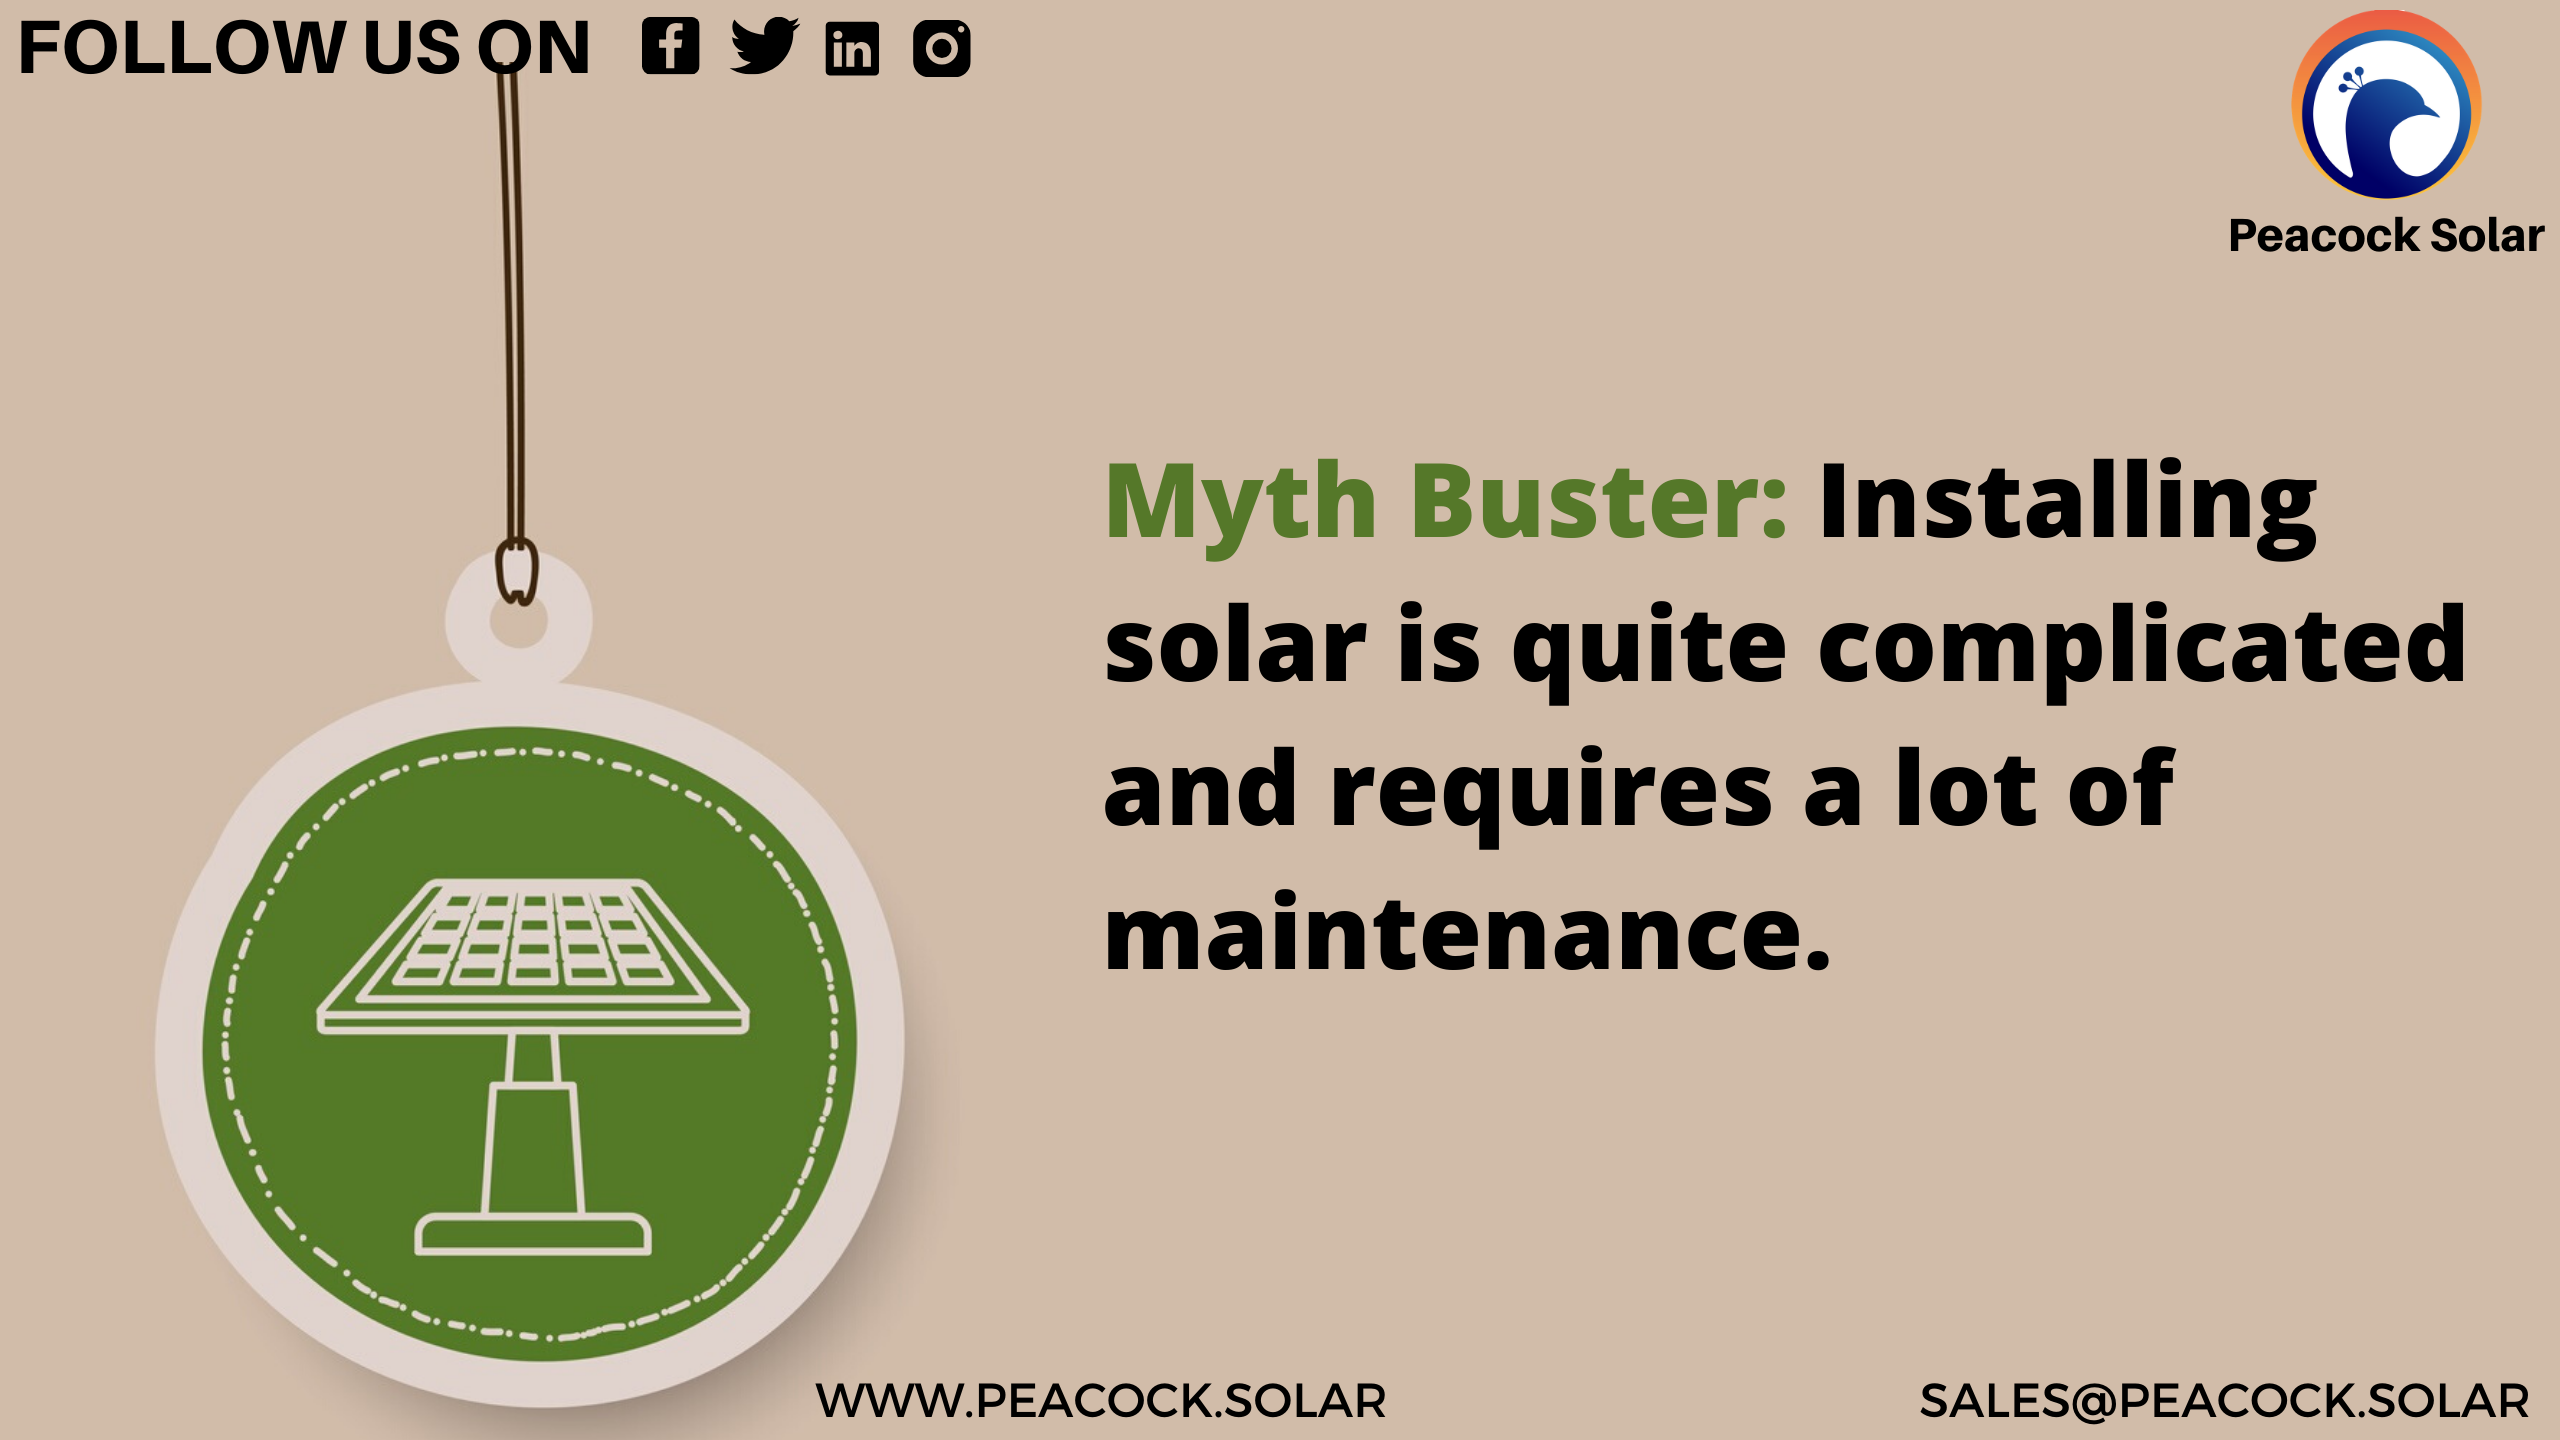 FOLLOW US ON
Peacock Solar
Myth Buster: Installing
solar is quite complicated
and requires a lot of
maintenance.
WWW.PEACOCK.SOLAR
SALES@PEACOCK.SOLAR